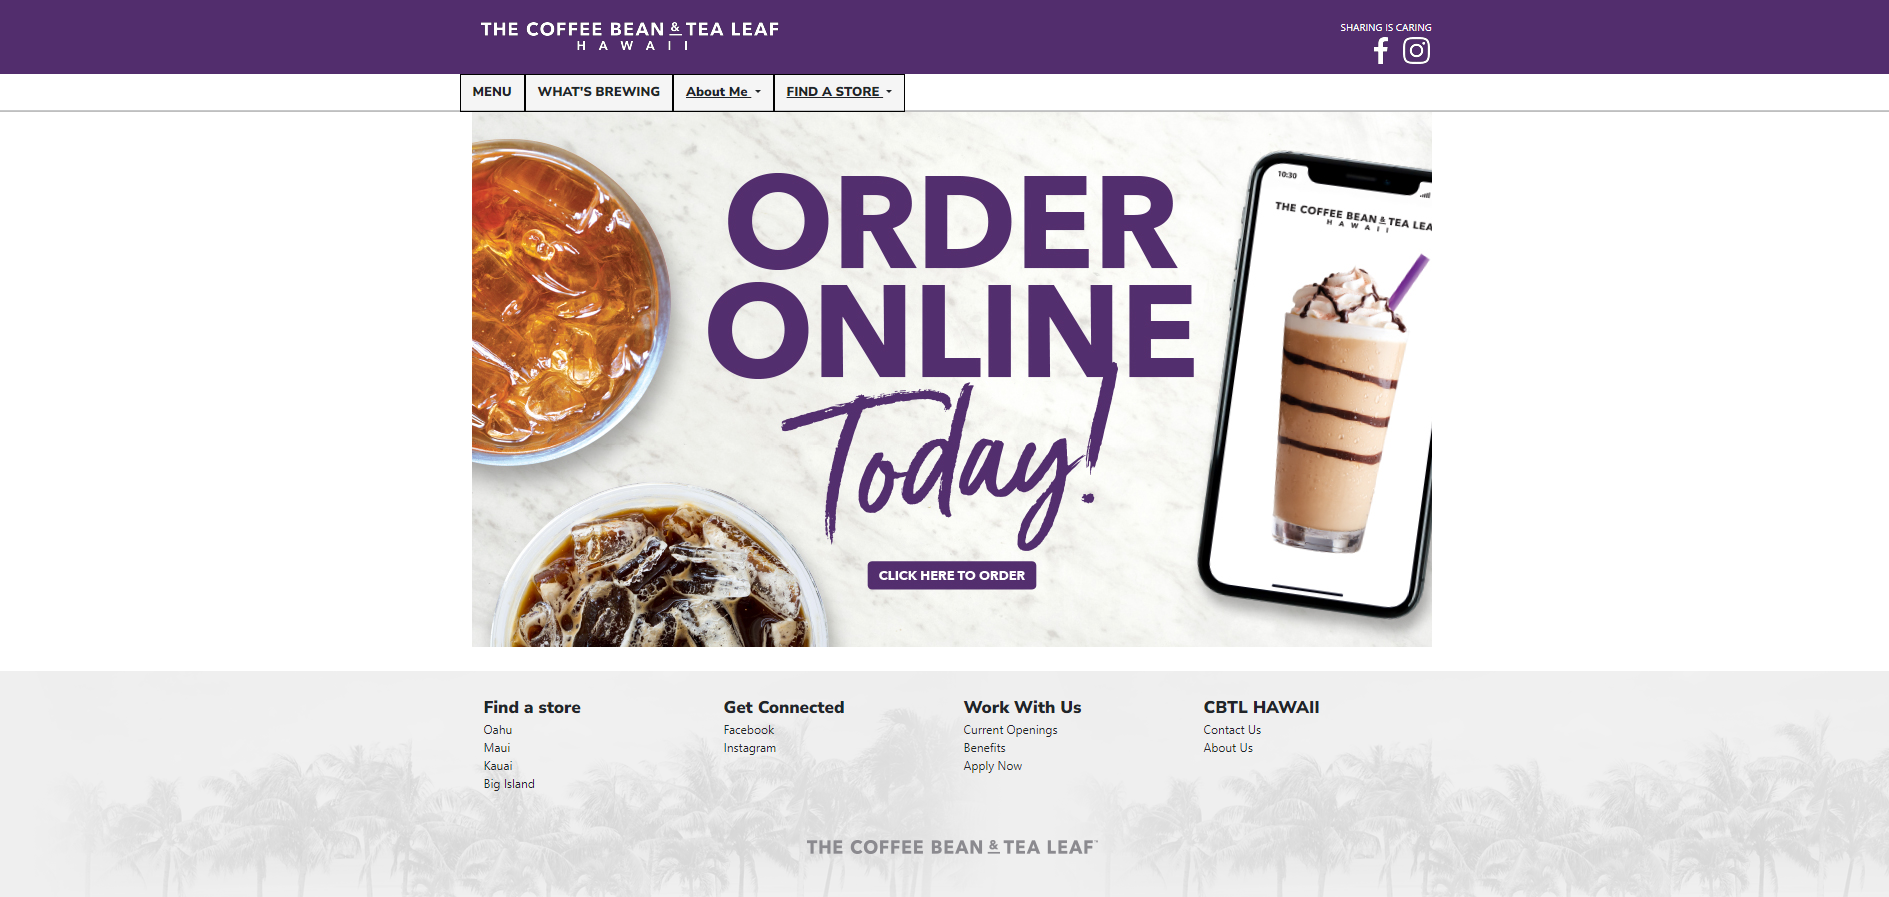 THE COFFEE BEAN & TEA LEAF
HAWAII
SHARING IS CARING
MENU
WHAT'S BREWING
About Me
FIND A STORE
ORDER
ONLINE
Today!
CLICK HERE TO ORDER
10:30
THE COFFEE BEAN & TEA LEA
HAWAII
Find a store
Oahu
Maui
Kauai
Big Island
Get Connected
Facebook
Instagram
Work With Us
Current Openings
Benefits
Apply Now
CBTL HAWAII
Contact Us
About Us
THE COFFEE BEAN & TEA LEAF